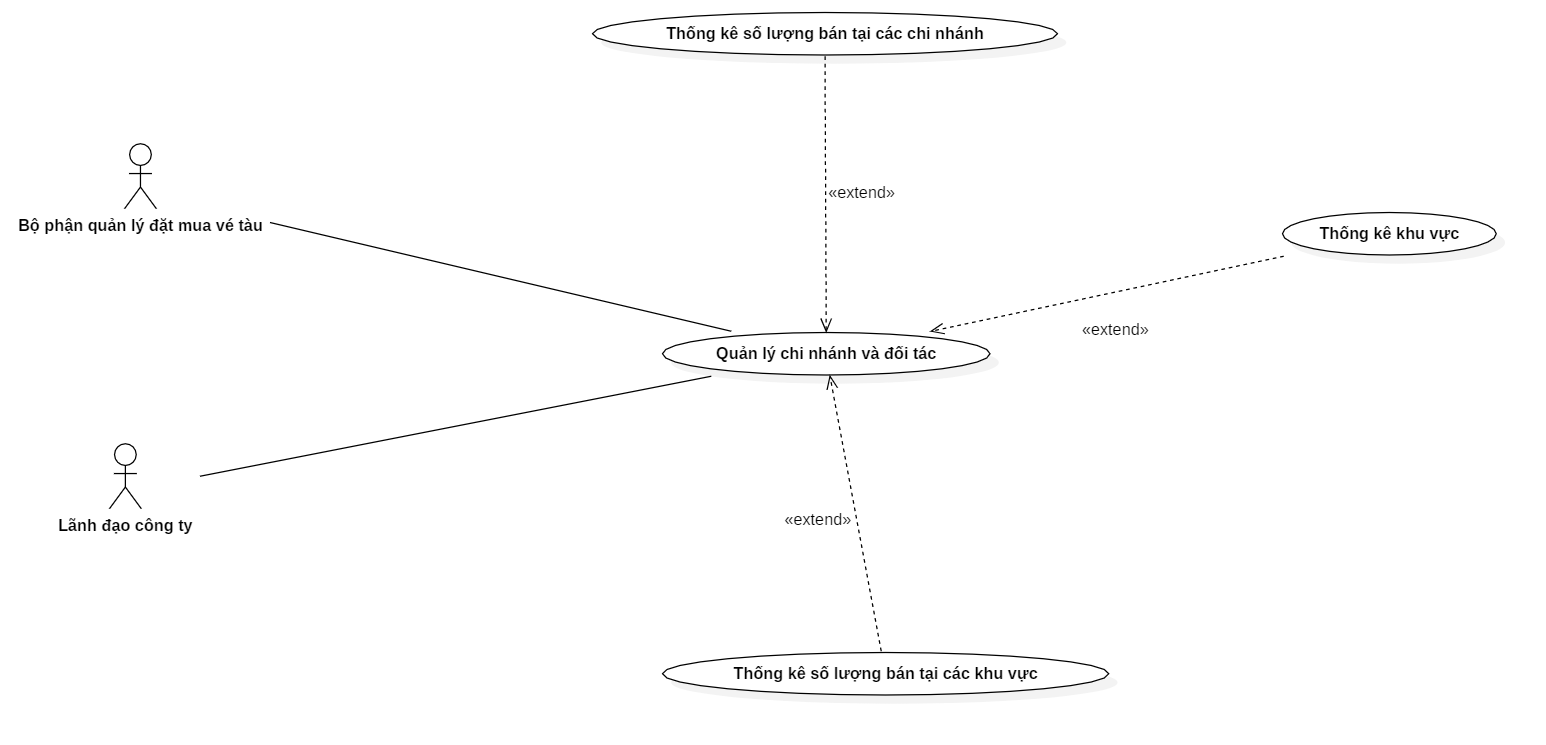 Thống kê số lượng bán tại các chi nhánh
«extend»
Bộ phận quản lý đặt mua vé tàu
Thống kê khu vực
«extend»
Quản lý chi nhánh và đối tác
«extend»
Lãnh đạo công ty
Thống kê số lượng bán tại các khu vực